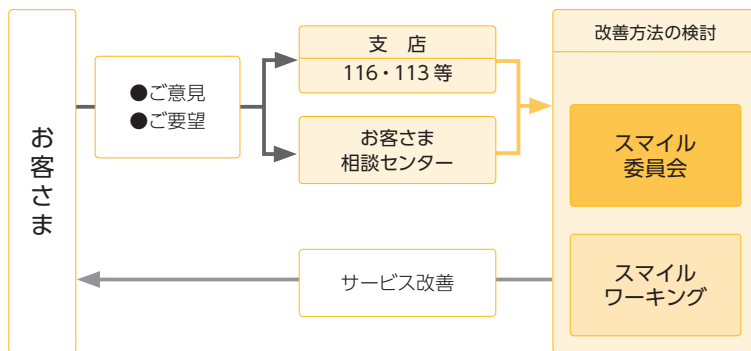 お客さま
●ご意見
●ご要望
支　店
116・113 等
お客さま
相談センター
改善方法の検討
スマイル
委員会
スマイル
ワーキング
サービス改善